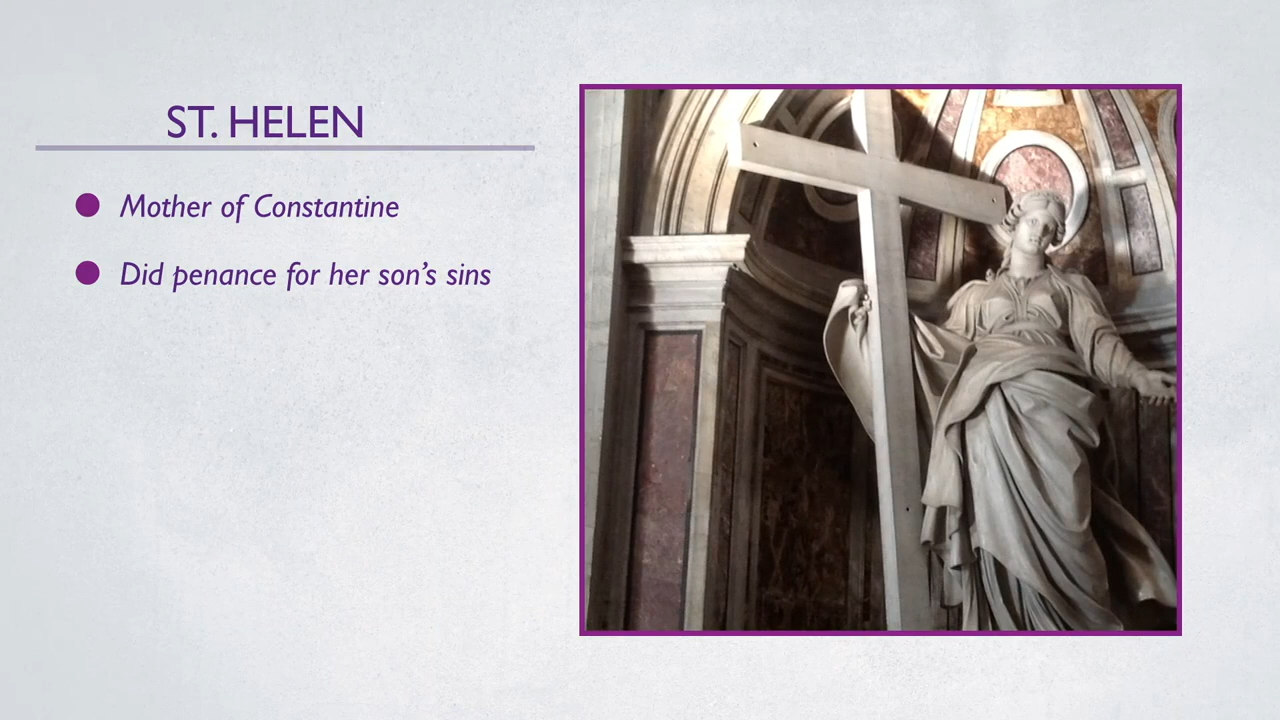 ST. HELEN
Mother of Constantine
Did penance for her son’s sins